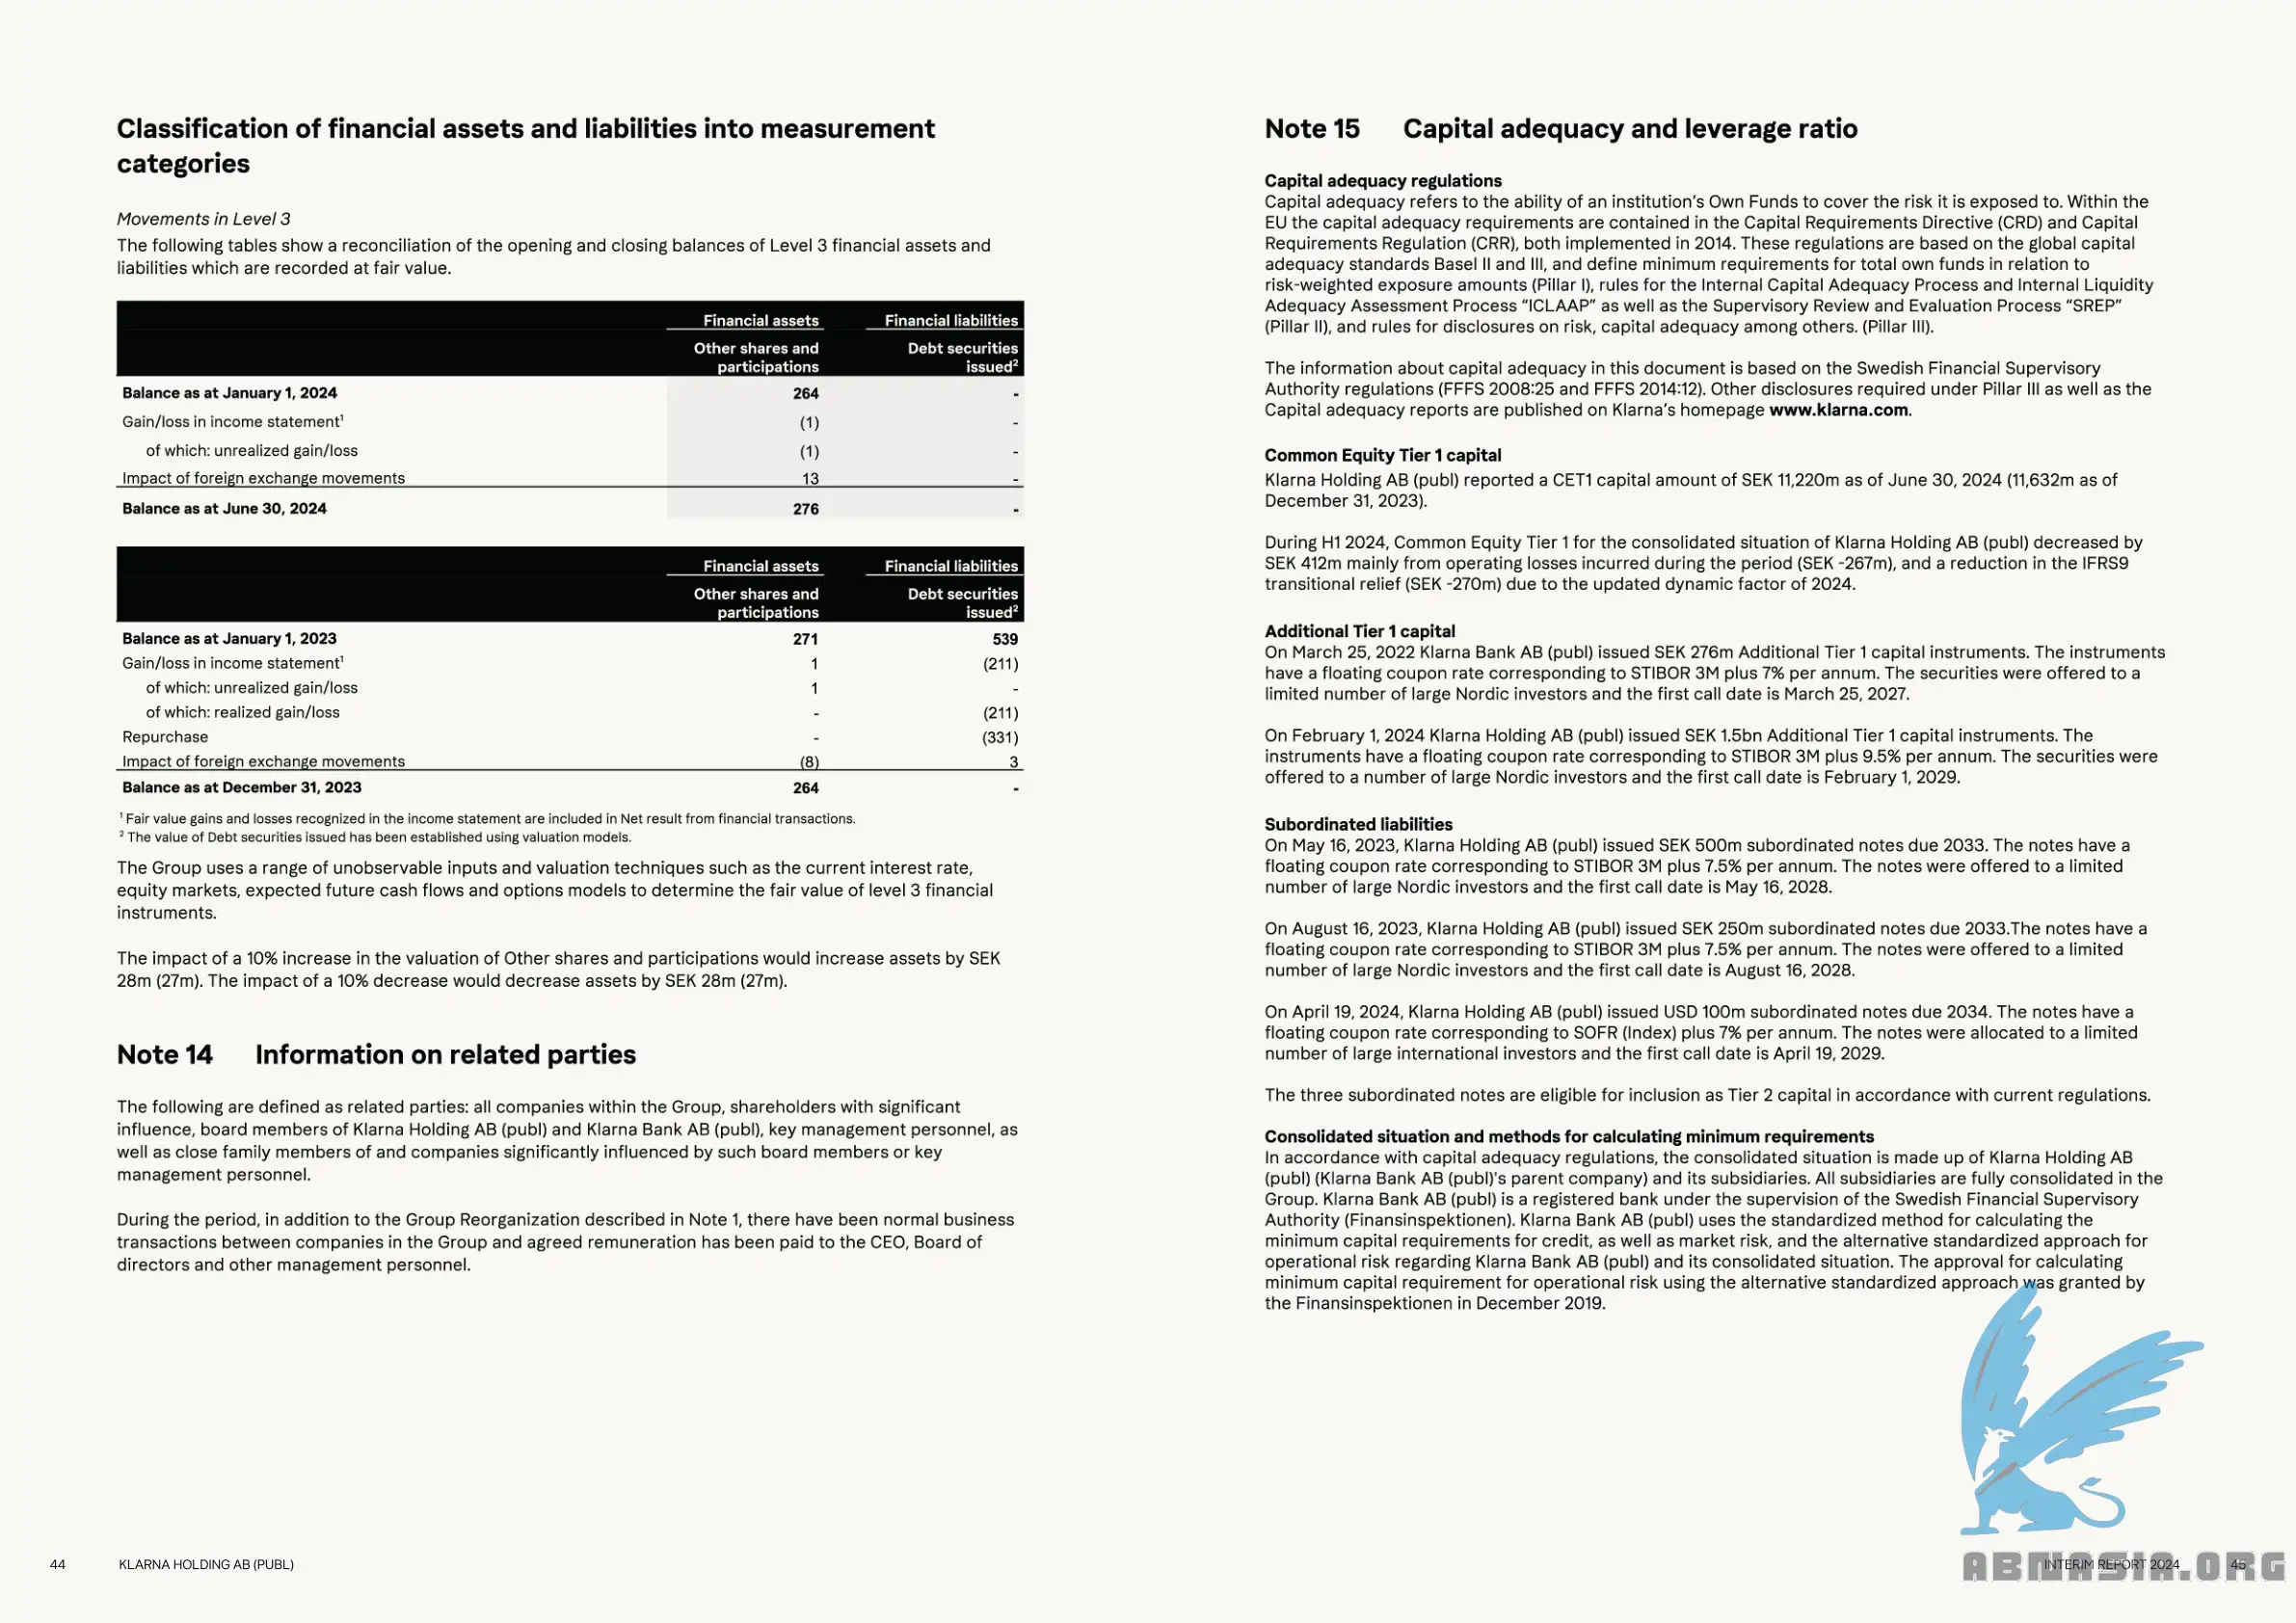 Classification of financial assets and liabilities into measurement
categories
Movements in Level 3
The following tables show a reconciliation of the opening and closing balances of Level 3 financial assets and
liabilities which are recorded at fair value.
Financial assets Financial liabilities
Other shares and participations Debt securities issued²
Balance as at January 1, 2024 264 -
Gain/loss in income statement¹ (1) -
of which: unrealized gain/loss (1) -
Impact of foreign exchange movements 13 -
Balance as at June 30, 2024 276 -
Financial assets Financial liabilities
Other shares and participations Debt securities issued²
Balance as at January 1, 2023 271 539
Gain/loss in income statement¹ 1 (211)
of which: unrealized gain/loss 1 -
of which: realized gain/loss - (211)
Repurchase - (331)
Impact of foreign exchange movements (8) 3
Balance as at December 31, 2023 264 -
¹ Fair value gains and losses recognized in the income statement are included in Net result from financial transactions.
² The value of Debt securities issued has been established using valuation models.
The Group uses a range of unobservable inputs and valuation techniques such as the current interest rate,
equity markets, expected future cash flows and options models to determine the fair value of level 3 financial
instruments.
The impact of a 10% increase in the valuation of Other shares and participations would increase assets by SEK
28m (27m). The impact of a 10% decrease would decrease assets by SEK 28m (27m).
Note 14 Information on related parties
The following are defined as related parties: all companies within the Group, shareholders with significant
influence, board members of Klarna Holding AB (publ) and Klarna Bank AB (publ), key management personnel, as
well as close family members of and companies significantly influenced by such board members or key
management personnel.
During the period, in addition to the Group Reorganization described in Note 1, there have been normal business
transactions between companies in the Group and agreed remuneration has been paid to the CEO, Board of
directors and other management personnel.
44 KLARNA HOLDING AB (PUBL)
Note 15 Capital adequacy and leverage ratio
Capital adequacy regulations
Capital adequacy refers to the ability of an institution's Own Funds to cover the risk it is exposed to. Within the
EU the capital adequacy requirements are contained in the Capital Requirements Directive (CRD) and Capital
Requirements Regulation (CRR), both implemented in 2014. These regulations are based on the global capital
adequacy standards Basel II and III, and define minimum requirements for total own funds in relation to
risk-weighted exposure amounts (Pillar I), rules for the Internal Capital Adequacy Process and Internal Liquidity
Adequacy Assessment Process “ICLAAP” as well as the Supervisory Review and Evaluation Process “SREP”
(Pillar II), and rules for disclosures on risk, capital adequacy among others. (Pillar III).
The information about capital adequacy in this document is based on the Swedish Financial Supervisory
Authority regulations (FFFS 2008:25 and FFFS 2014:12). Other disclosures required under Pillar III as well as the
Capital adequacy reports are published on Klarna’s homepage www.klarna.com.
Common Equity Tier 1 capital
Klarna Holding AB (publ) reported a CET1 capital amount of SEK 11,220m as of June 30, 2024 (11,632m as of
December 31, 2023).
During H1 2024, Common Equity Tier 1 for the consolidated situation of Klarna Holding AB (publ) decreased by
SEK 412m mainly from operating losses incurred during the period (SEK -267m), and a reduction in the IFRS9
transitional relief (SEK -270m) due to the updated dynamic factor of 2024.
Additional Tier 1 capital
On March 25, 2022 Klarna Bank AB (publ) issued SEK 276m Additional Tier 1 capital instruments. The instruments
have a floating coupon rate corresponding to STIBOR 3M plus 7% per annum. The securities were offered to a
limited number of large Nordic investors and the first call date is March 25, 2027.
On February 1, 2024 Klarna Holding AB (publ) issued SEK 1.5bn Additional Tier 1 capital instruments. The
instruments have a floating coupon rate corresponding to STIBOR 3M plus 9.5% per annum. The securities were
offered to a number of large Nordic investors and the first call date is February 1, 2029.
Subordinated liabilities
On May 16, 2023, Klarna Holding AB (publ) issued SEK 500m subordinated notes due 2033. The notes have a
floating coupon rate corresponding to STIBOR 3M plus 7.5% per annum. The notes were offered to a limited
number of large Nordic investors and the first call date is May 16, 2028.
On August 16, 2023, Klarna Holding AB (publ) issued SEK 250m subordinated notes due 2033.The notes have a
floating coupon rate corresponding to STIBOR 3M plus 7.5% per annum. The notes were offered to a limited
number of large Nordic investors and the first call date is August 16, 2028.
On April 19, 2024, Klarna Holding AB (publ) issued USD 100m subordinated notes due 2034. The notes have a
floating coupon rate corresponding to SOFR (Index) plus 7% per annum. The notes were allocated to a limited
number of large international investors and the first call date is April 19, 2029.
The three subordinated notes are eligible for inclusion as Tier 2 capital in accordance with current regulations.
Consolidated situation and methods for calculating minimum requirements
In accordance with capital adequacy regulations, the consolidated situation is made up of Klarna Holding AB
(publ) (Klarna Bank AB (publ)'s parent company) and its subsidiaries. All subsidiaries are fully consolidated in the
Group. Klarna Bank AB (publ) is a registered bank under the supervision of the Swedish Financial Supervisory
Authority (Finansinspektionen). Klarna Bank AB (publ) uses the standardized method for calculating the
minimum capital requirements for credit, as well as market risk, and the alternative standardized approach for
operational risk regarding Klarna Bank AB (publ) and its consolidated situation. The approval for calculating
minimum capital requirement for operational risk using the alternative standardized approach was granted by
the Finansinspektionen in December 2019.
INTERIM REPORT 2024 45
ABNASIA.ORG